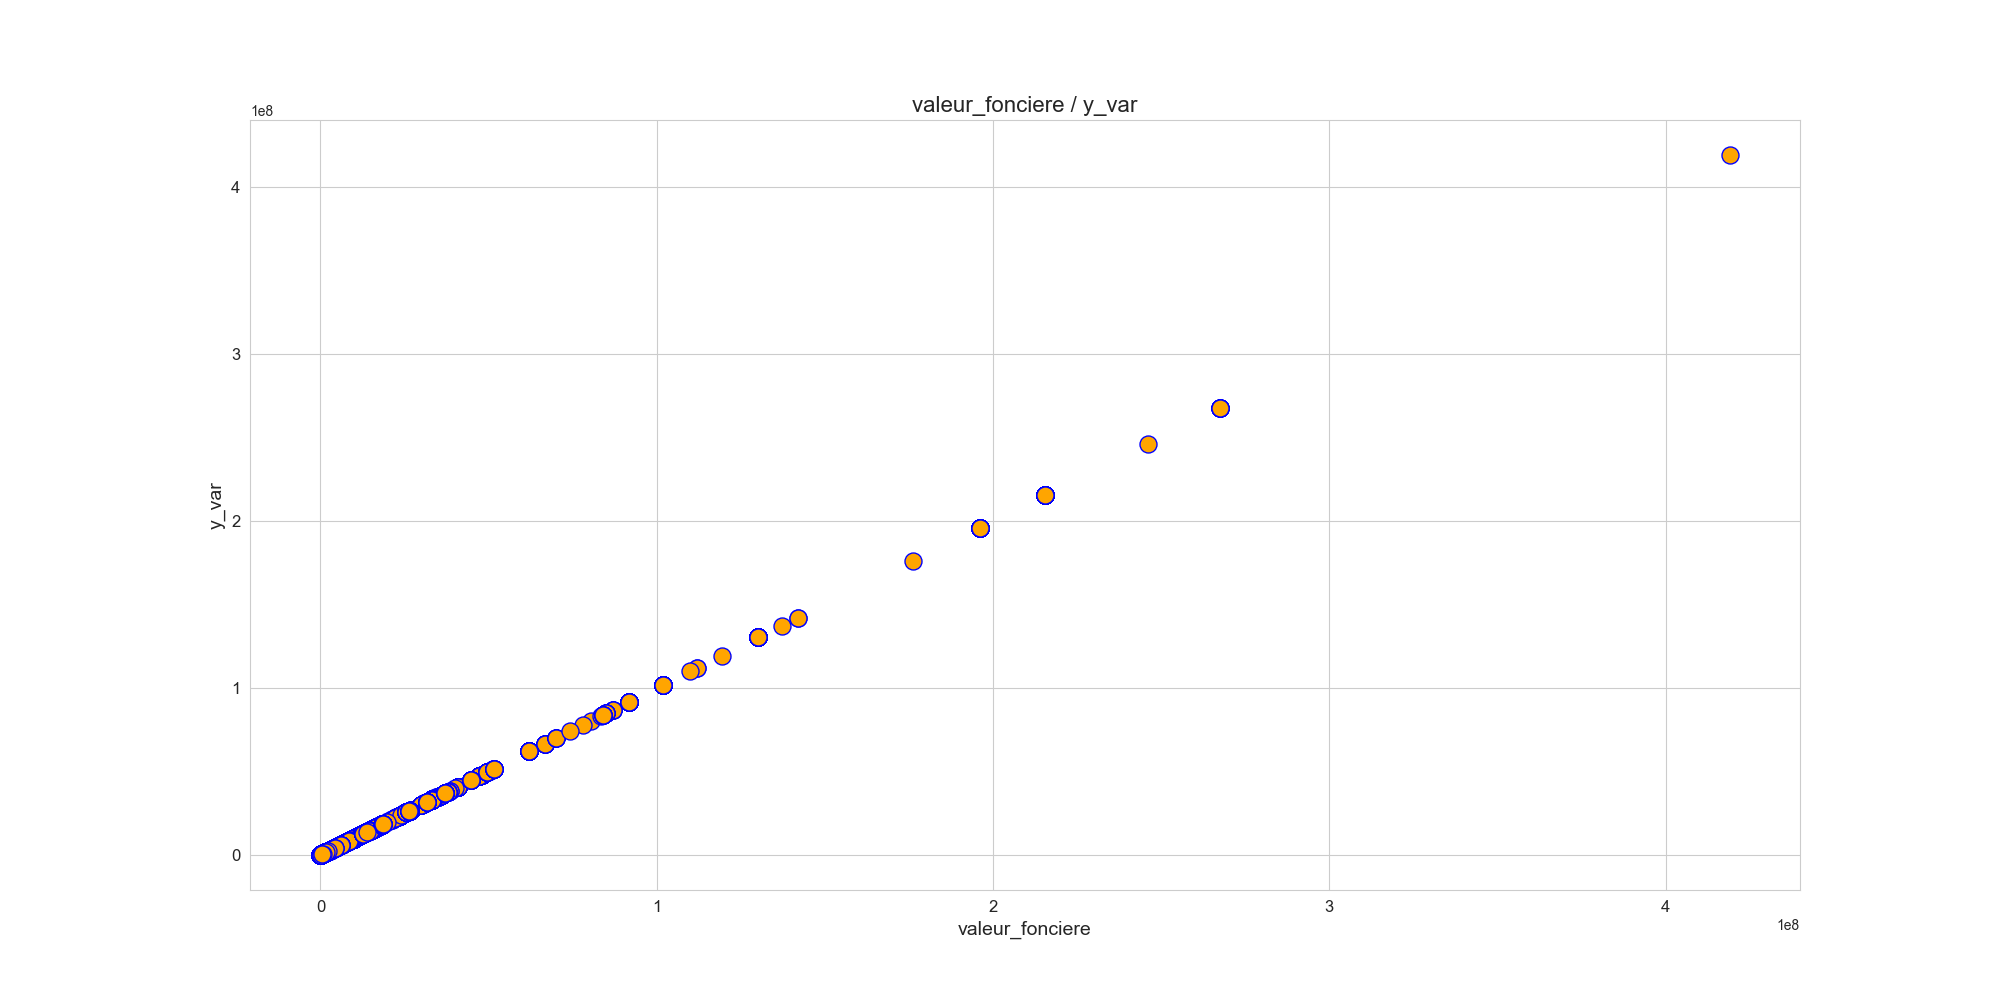 valeur_fonciere / y_var
1e8
4
3
2
1
0
y_var
0 1 2 3 4
valeur_fonciere
1e8